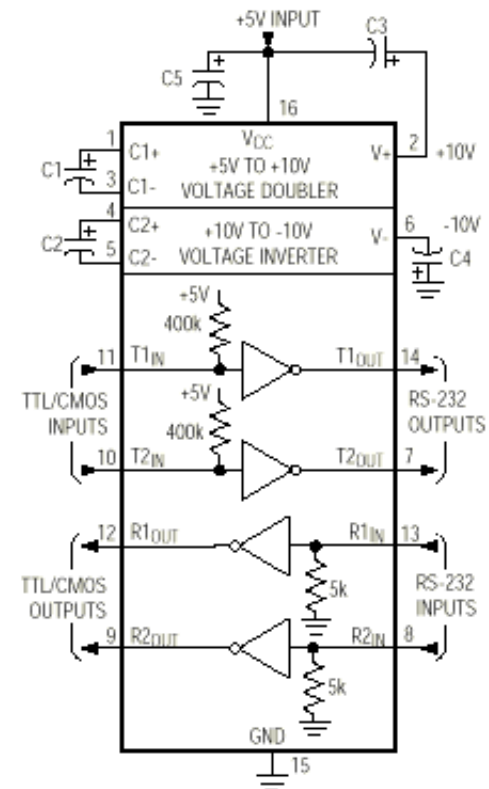 +5V INPUT
C3
C5
16
1
VCC
2
C1+
+5V TO +10V
V+
+10V
C1
3
C1-
VOLTAGE DOUBLER
4
C2+
+10V TO -10V
6
-10V
V-
C2
5
C2-
VOLTAGE INVERTER
C4
+5V
400k
11
T1IN
T1OUT
14
TTL/CMOS
INPUTS
+5V
400k
RS-232
OUTPUTS
10
T2IN
T2OUT
7
12
R1OUT
R1IN
13
TTL/CMOS
OUTPUTS
5k
RS-232
INPUTS
9
R2OUT
R2IN
8
5k
GND
15